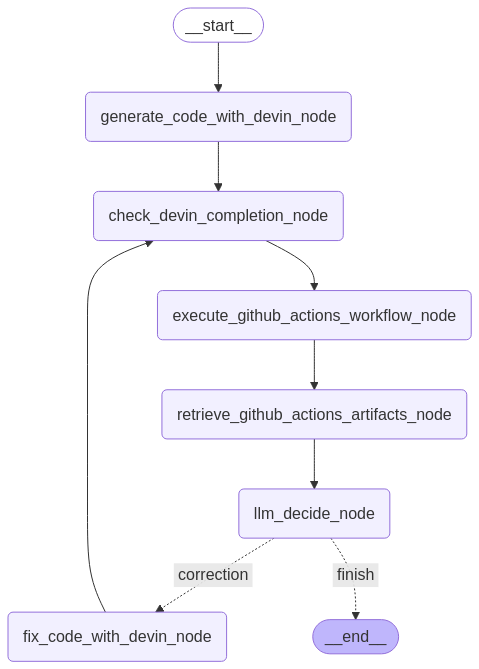 __start__
generate_code_with_devin_node
check_devin_completion_node
execute_github_actions_workflow_node
retrieve_github_actions_artifacts_node
llm_decide_node
correction
finish
fix_code_with_devin_node
__end__